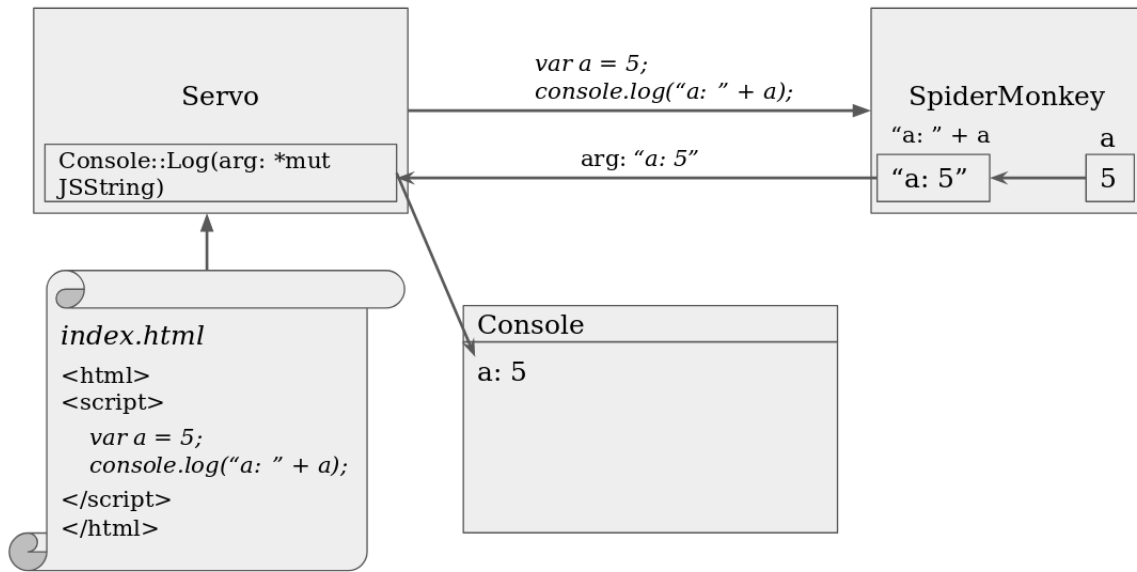 Servo
Console::Log(arg: *mut
JSString)
var a = 5;
console.log(“a: ” + a);
arg: “a: 5”
SpiderMonkey
“a: ” + a
a
“a: 5”
5
index.html
<html>
<script>
var a = 5;
console.log(“a: ” + a);
</script>
</html>
Console
a: 5